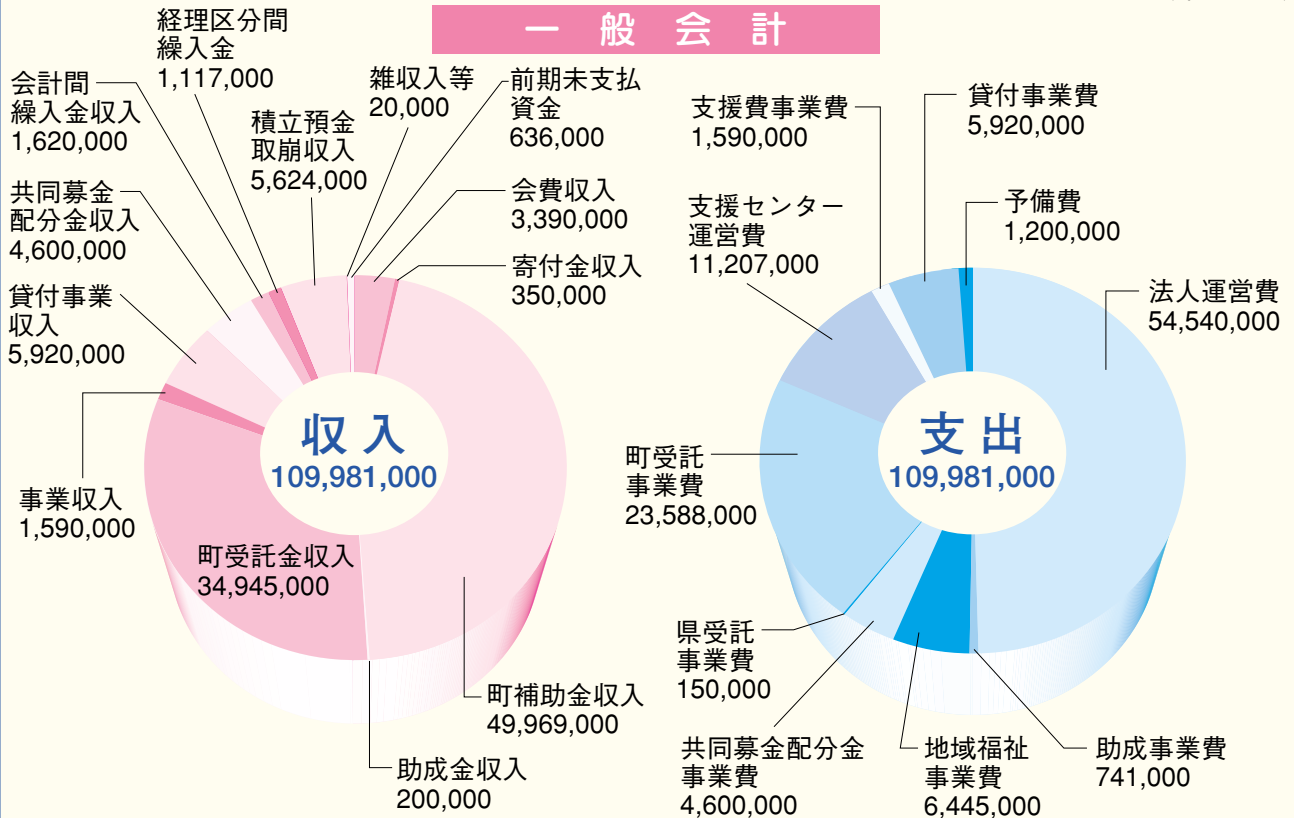 一般会計
経理区分間
繰入金
1,117,000
会計間
繰入金収入
1,620,000
積立預金
取崩収入
5,624,000
雑収入等
20,000
前期末支払
資金
636,000
共同募金
配分金収入
4,600,000
会費収入
3,390,000
寄付金収入
350,000
貸付事業
収入
5,920,000
収入
109,981,000
事業収入
1,590,000
町受託金収入
34,945,000
町補助金収入
49,969,000
助成金収入
200,000
支援費事業費
1,590,000
貸付事業費
5,920,000
支援センター
運営費
11,207,000
予備費
1,200,000
法人運営費
54,540,000
支出
109,981,000
町受託
事業費
23,588,000
県受託
事業費
150,000
共同募金配分金
事業費
4,600,000
地域福祉
事業費
6,445,000
助成事業費
741,000